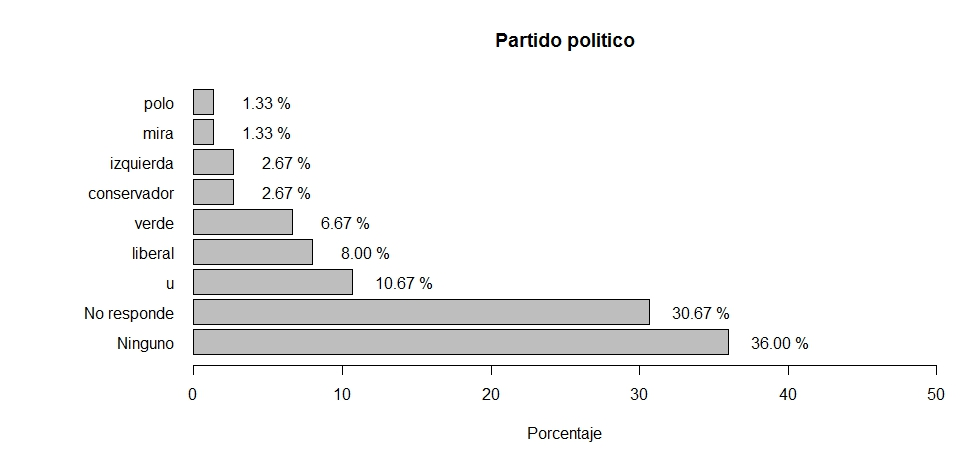 Partido politico
polo 1.33 %
mira 1.33 %
izquierda 2.67 %
conservador 2.67 %
verde 6.67 %
liberal 8.00 %
u 10.67 %
No responde 30.67 %
Ninguno 36.00 %
0 10 20 30 40 50
Porcentaje